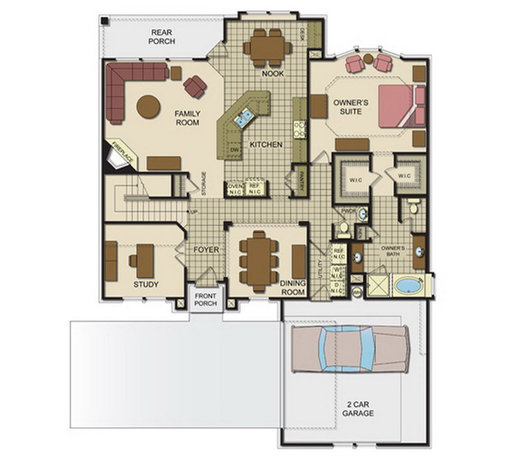 REAR
PORCH
DESK
NOOK
FAMILY
ROOM
OWNER'S
SUITE
KITCHEN
DW
FIREPLACE
STORAGE
OVEN
N.I.C
REF.
N.I.C
PANTRY
W.I.C
W.I.C
UP
PWDR
FOYER
UTILITY
REF.
N.I.C
W
N.I.C
D
N.I.C
OWNER'S
BATH
STUDY
DINING
ROOM
FRONT
PORCH
2 CAR
GARAGE